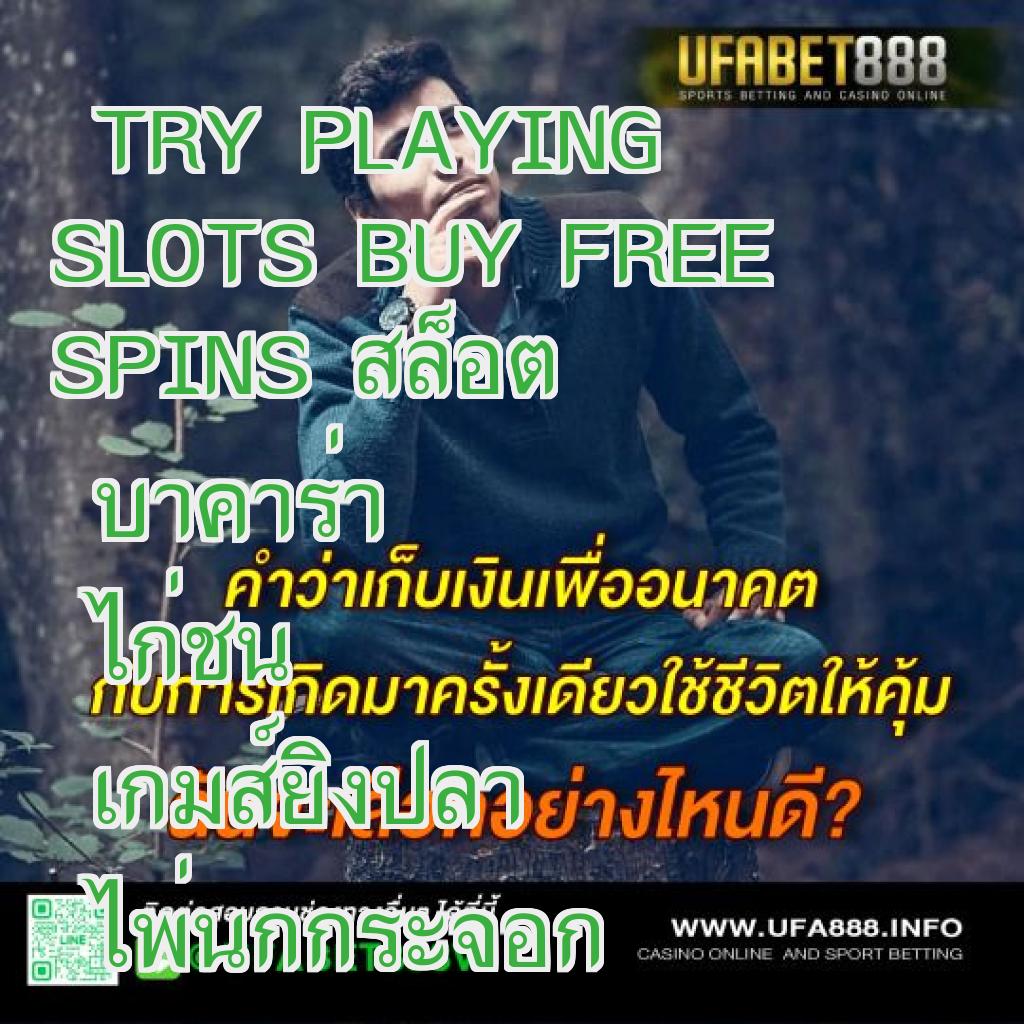 UFABET888
SPORTS BETTING AND CASINO ONLINE
TRY PLAYING
SLOTS BUY FREE
SPINS สล็อต
บาคาร่า
คำว่าเก็บเงินเพื่ออนาคต
ไก่ชน
กับการเกิดมาครั้งเดียวใช้ชีวิตให้คุ้ม
เกมส์ยิงปลา
อย่างไหนดี?
ไพ่นกกระจอก
LINE
WWW.UFA888.INFO
CASINO ONLINE AND SPORT BETTING